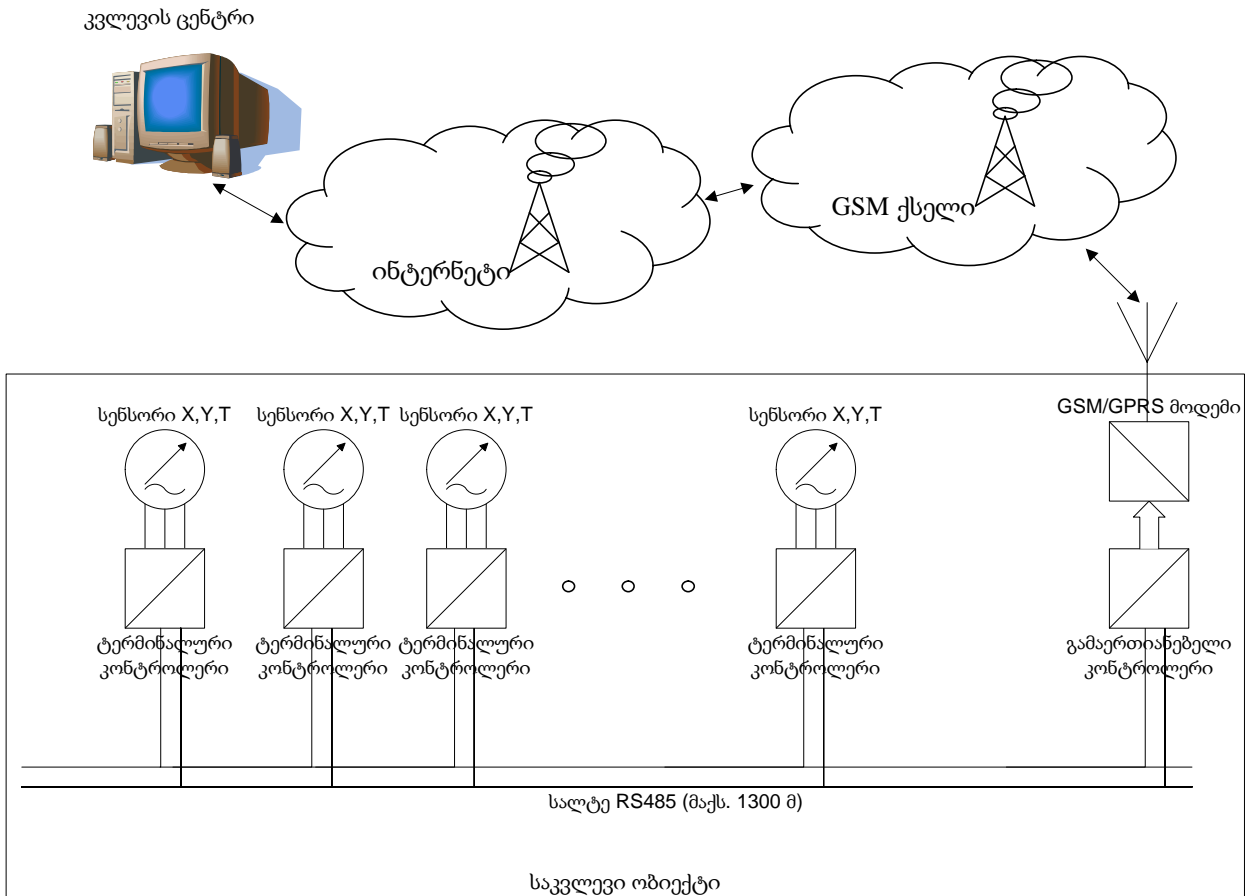 კვლევის ცენტრი
GSM ქსელი
ინტერნეტი
სენსორი X,Y,T
სენსორი X,Y,T
სენსორი X,Y,T
სენსორი X,Y,T
GSM/GPRS მოდემი
ტერმინალური
კონტროლერი
ტერმინალური
კონტროლერი
ტერმინალური
კონტროლერი
ტერმინალური
კონტროლერი
გამაერთიანებელი
კონტროლერი
სალტე RS485 (მაქს. 1300 მ)
საკვლევი ობიექტი